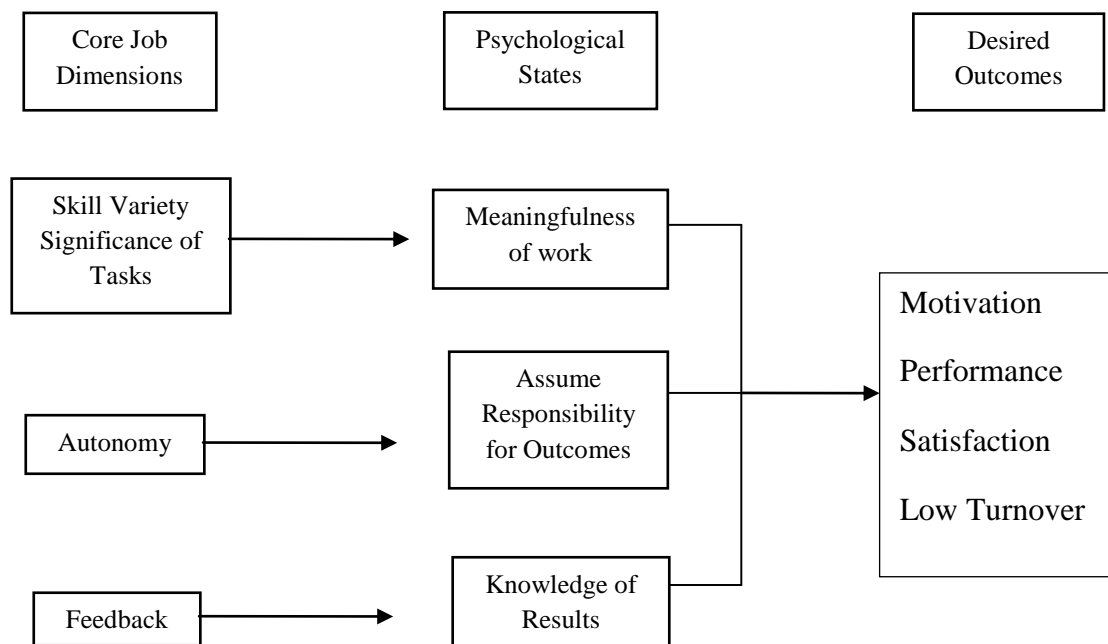 Core Job
Dimensions
Psychological
States
Desired
Outcomes
Skill Variety
Significance of
Tasks
Meaningfulness
of work
Motivation
Performance
Satisfaction
Low Turnover
Autonomy
Assume
Responsibility
for Outcomes
Feedback
Knowledge of
Results